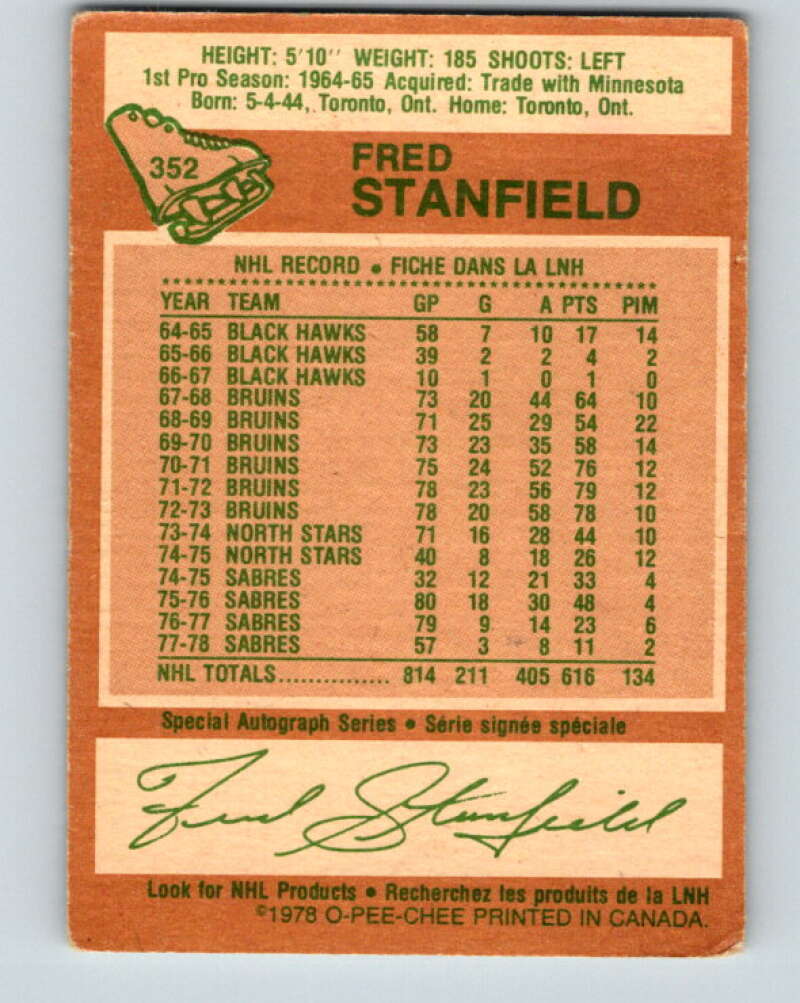 HEIGHT: 5'10'' WEIGHT: 185 SHOOTS: LEFT
1st Pro Season: 1964-65 Acquired: Trade with Minnesota
Born: 5-4-44, Toronto, Ont. Home: Toronto, Ont.
352
FRED
STANFIELD
NHL RECORD • FICHE DANS LA LNH
YEAR TEAM GP G A PTS PIM
64-65 BLACK HAWKS 58 7 10 17 14
65-66 BLACK HAWKS 39 2 2 4 2
66-67 BLACK HAWKS 10 1 0 1 0
67-68 BRUINS 73 20 44 64 10
68-69 BRUINS 71 25 29 54 22
69-70 BRUINS 73 23 35 58 14
70-71 BRUINS 75 24 52 76 12
71-72 BRUINS 78 23 56 79 12
72-73 BRUINS 78 20 58 78 10
73-74 NORTH STARS 71 16 28 44 10
74-75 NORTH STARS 40 8 18 26 12
74-75 SABRES 32 12 21 33 4
75-76 SABRES 80 18 30 48 4
76-77 SABRES 79 9 14 23 6
77-78 SABRES 57 3 8 11 2
NHL TOTALS............... 814 211 405 616 134
Special Autograph Series • Série signée spéciale
Fred Stanfield
Look for NHL Products • Recherchez les produits de la LNH
©1978 O-PEE-CHEE PRINTED IN CANADA.